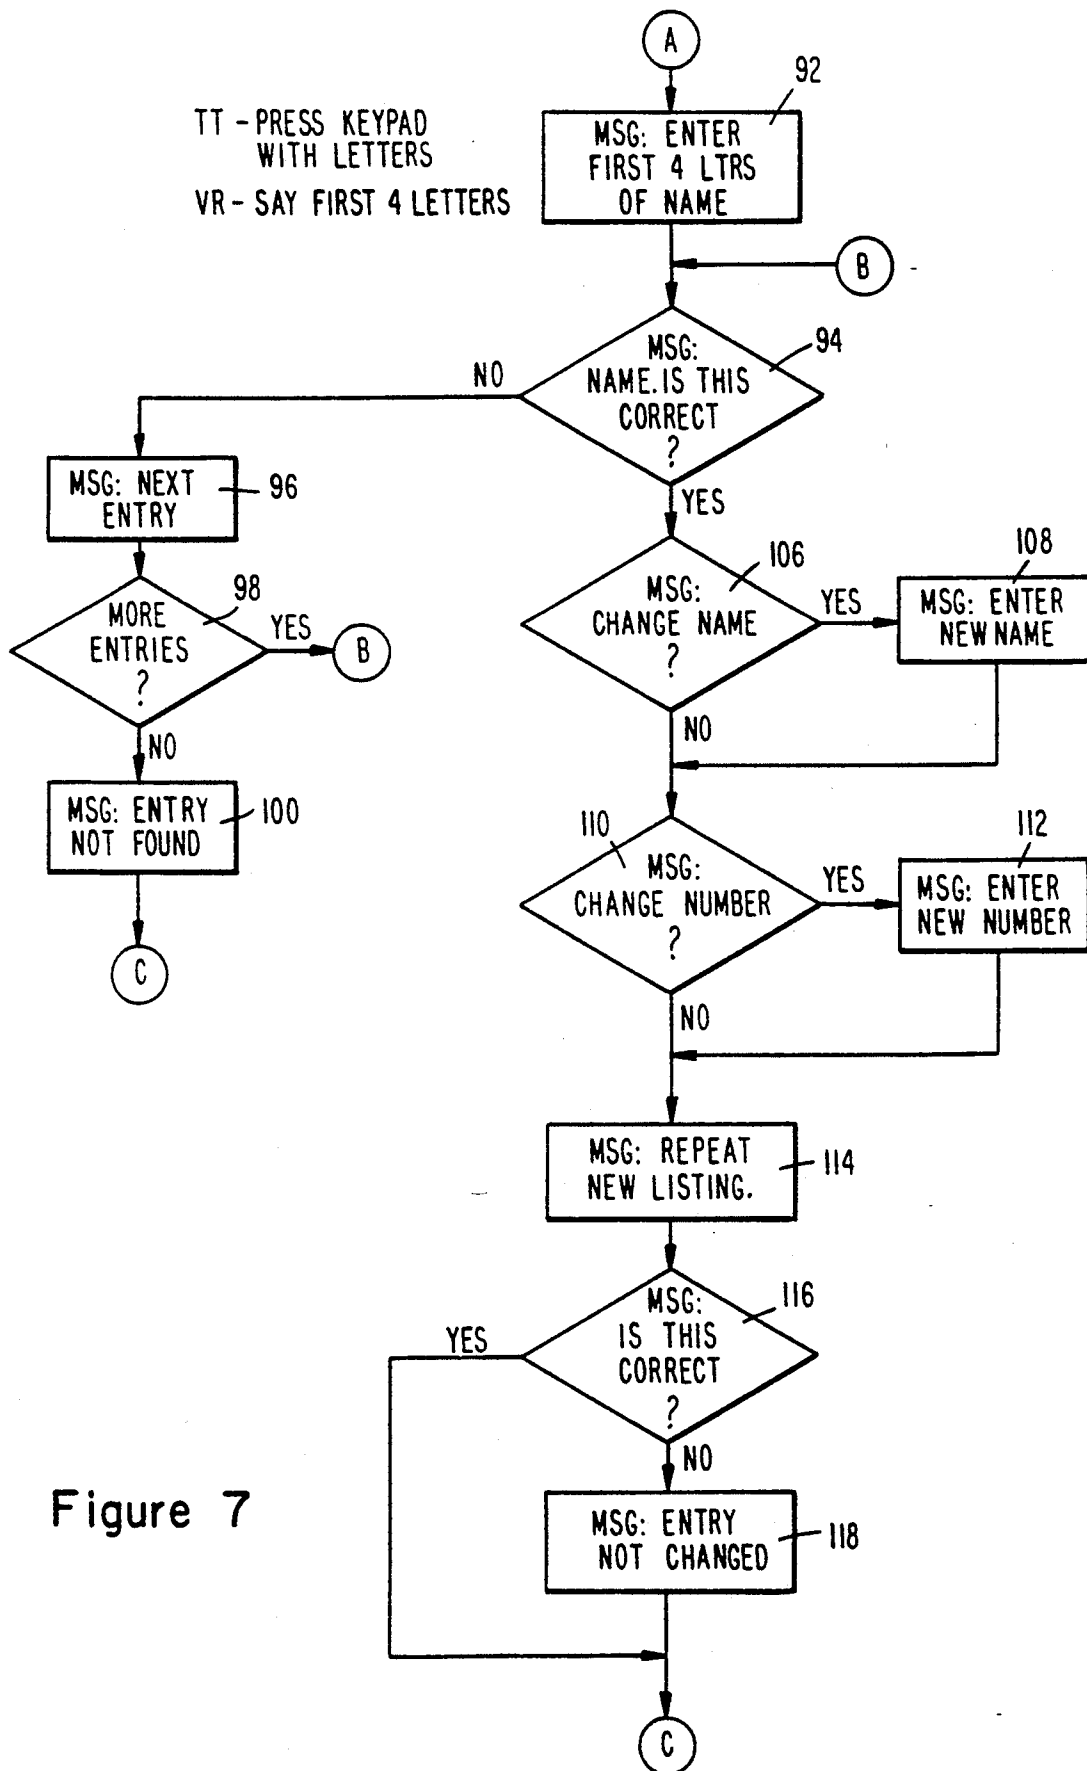 A
92
TT - PRESS KEYPAD
WITH LETTERS
VR - SAY FIRST 4 LETTERS
MSG: ENTER
FIRST 4 LTRS
OF NAME
B
94
MSG:
NAME. IS THIS
CORRECT
?
NO
YES
MSG: NEXT
ENTRY
96
98
MORE
ENTRIES
?
YES
B
NO
MSG: ENTRY
NOT FOUND
100
C
106
MSG:
CHANGE NAME
?
YES
108
MSG: ENTER
NEW NAME
NO
110
MSG:
CHANGE NUMBER
?
YES
112
MSG: ENTER
NEW NUMBER
NO
MSG: REPEAT
NEW LISTING.
114
116
MSG:
IS THIS
CORRECT
?
YES
NO
MSG: ENTRY
NOT CHANGED
118
C
Figure 7